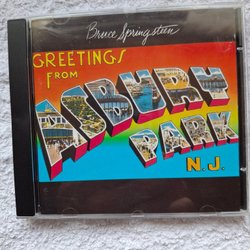 Bruce Springsteen
GREETINGS
FROM
ASBURY
PARK
N.J.